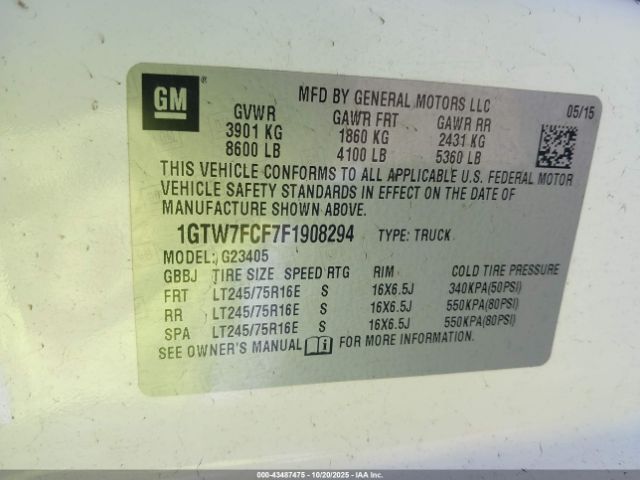 GM®
MFD BY GENERAL MOTORS LLC
05/15
GVWR GAWR FRT GAWR RR
3901 KG 1860 KG 2431 KG
8600 LB 4100 LB 5360 LB
THIS VEHICLE CONFORMS TO ALL APPLICABLE U.S. FEDERAL MOTOR
VEHICLE SAFETY STANDARDS IN EFFECT ON THE DATE OF
MANUFACTURE SHOWN ABOVE.
1GTW7FCF7F1908294 TYPE: TRUCK
MODEL: G23405
GBBJ TIRE SIZE SPEED RTG RIM COLD TIRE PRESSURE
FRT LT245/75R16E S 16X6.5J 340KPA(50PSI)
RR LT245/75R16E S 16X6.5J 550KPA(80PSI)
SPA LT245/75R16E S 16X6.5J 550KPA(80PSI)
SEE OWNER'S MANUAL i FOR MORE INFORMATION.
000-43487475 - 10/20/2025 - IAA, Inc.